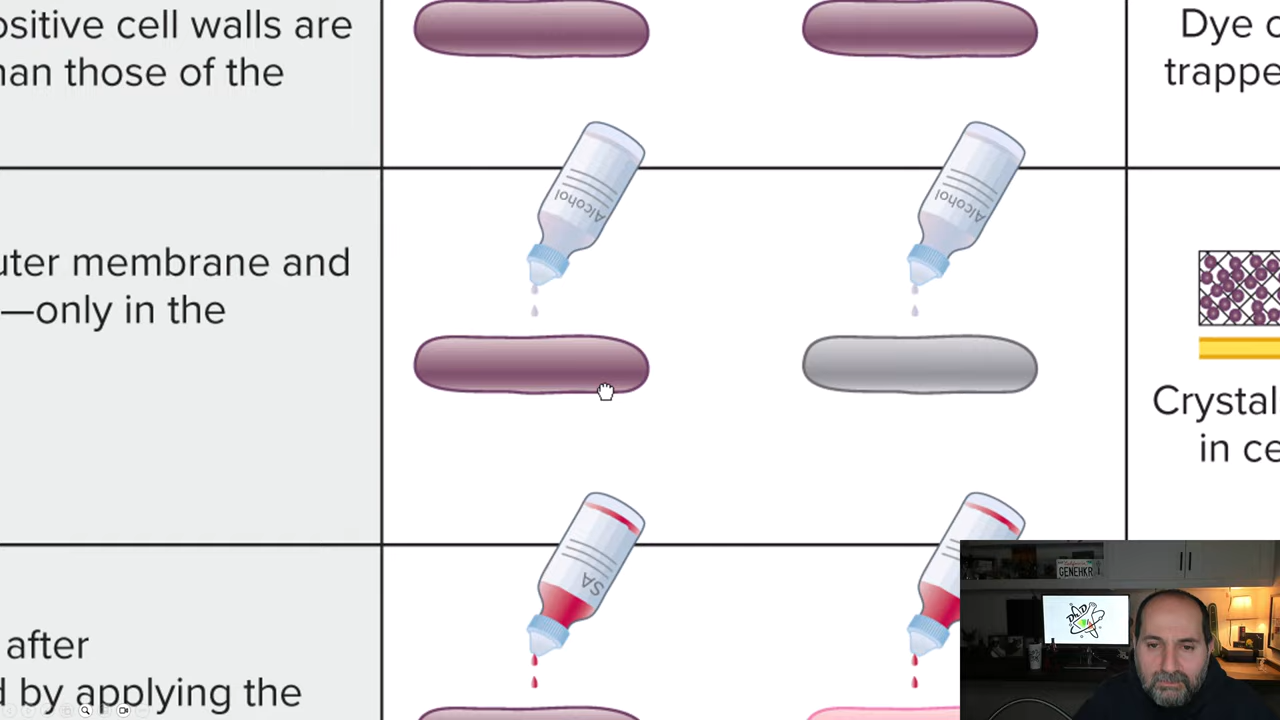 ositive cell walls are
nan those of the
Dye
trappe
Alcohol
Alcohol
uter membrane and
—only in the
Crystal
in ce
SA
after
d by applying the
GENEHKR